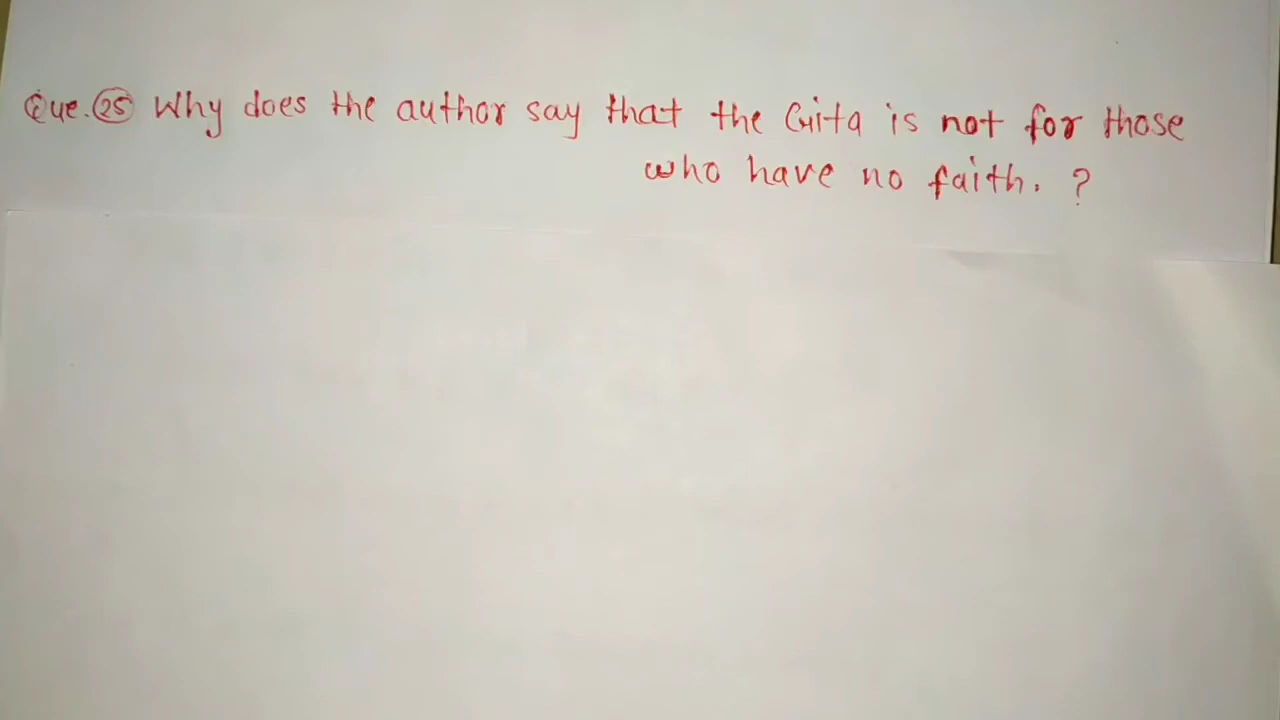 Que. 25 Why does the author say that the Gita is not for those
who have no faith. ?